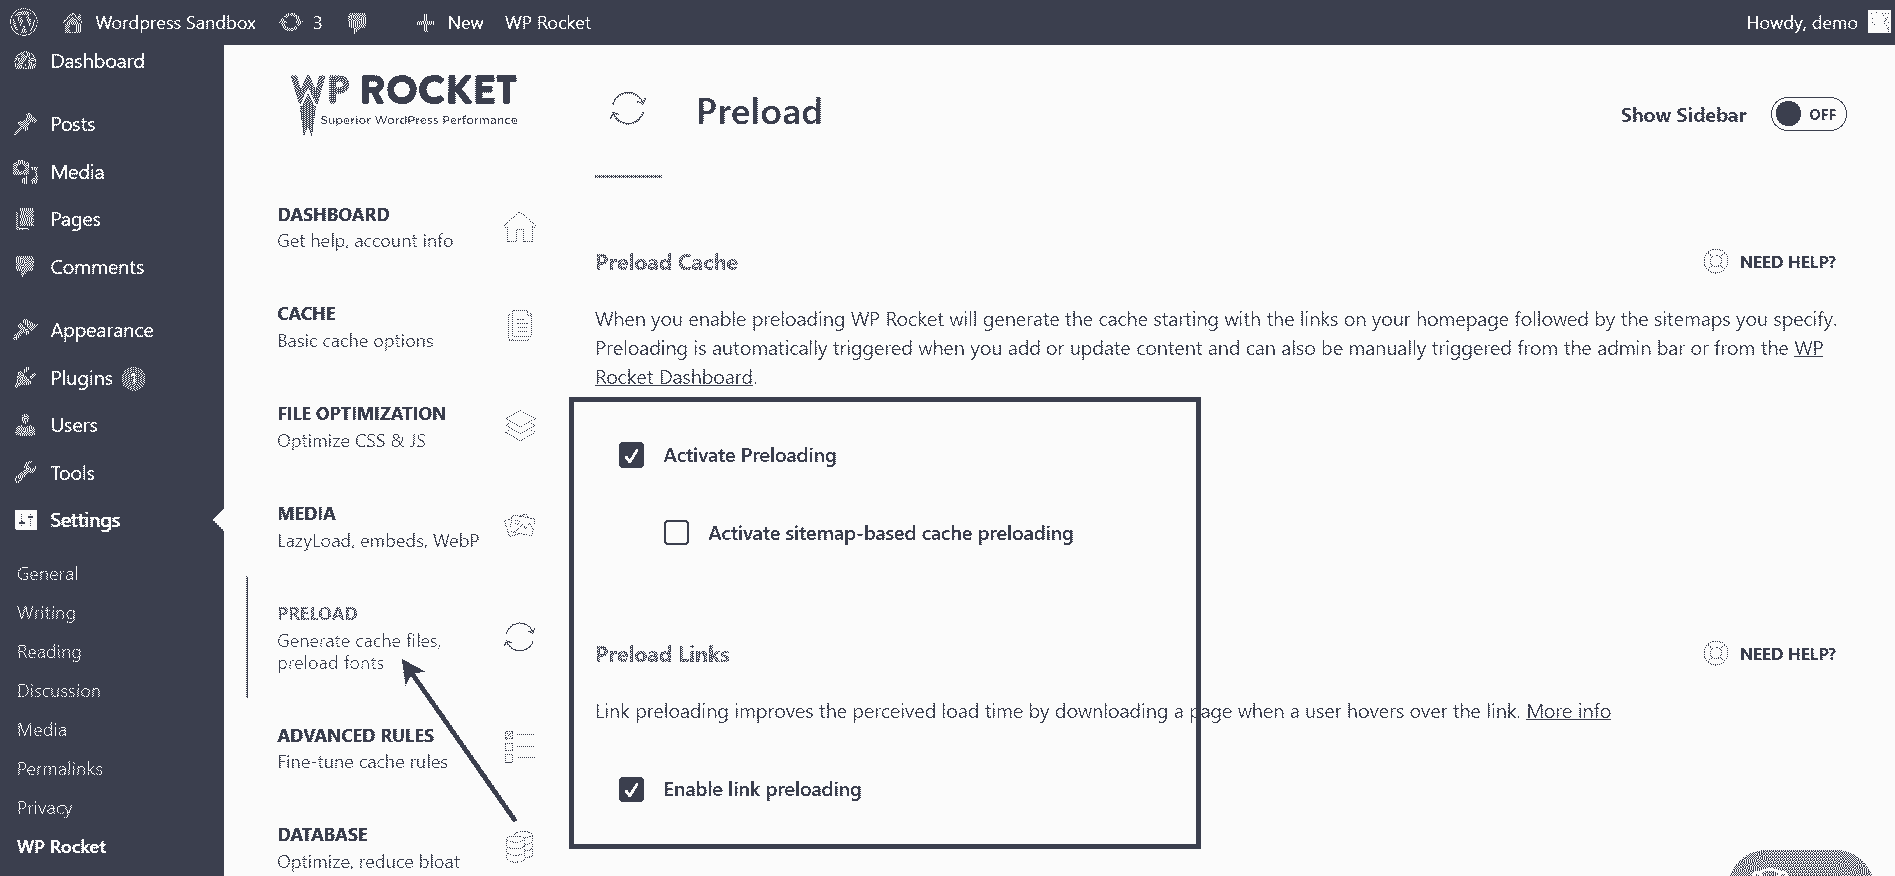 Wordpress Sandbox 3 New WP Rocket Howdy, demo
Dashboard
Posts
Media
Pages
Comments
Appearance
Plugins 1
Users
Tools
Settings
General
Writing
Reading
Discussion
Media
Permalinks
Privacy
WP Rocket
WP ROCKET
Superior WordPress Performance
DASHBOARD
Get help, account info
CACHE
Basic cache options
FILE OPTIMIZATION
Optimize CSS & JS
MEDIA
LazyLoad, embeds, WebP
PRELOAD
Generate cache files,
preload fonts
ADVANCED RULES
Fine-tune cache rules
DATABASE
Optimize, reduce bloat
Preload
Show Sidebar OFF
Preload Cache
NEED HELP?
When you enable preloading WP Rocket will generate the cache starting with the links on your homepage followed by the sitemaps you specify.
Preloading is automatically triggered when you add or update content and can also be manually triggered from the admin bar or from the WP
Rocket Dashboard.
Activate Preloading
Activate sitemap-based cache preloading
Preload Links
NEED HELP?
Link preloading improves the perceived load time by downloading a page when a user hovers over the link. More info
Enable link preloading